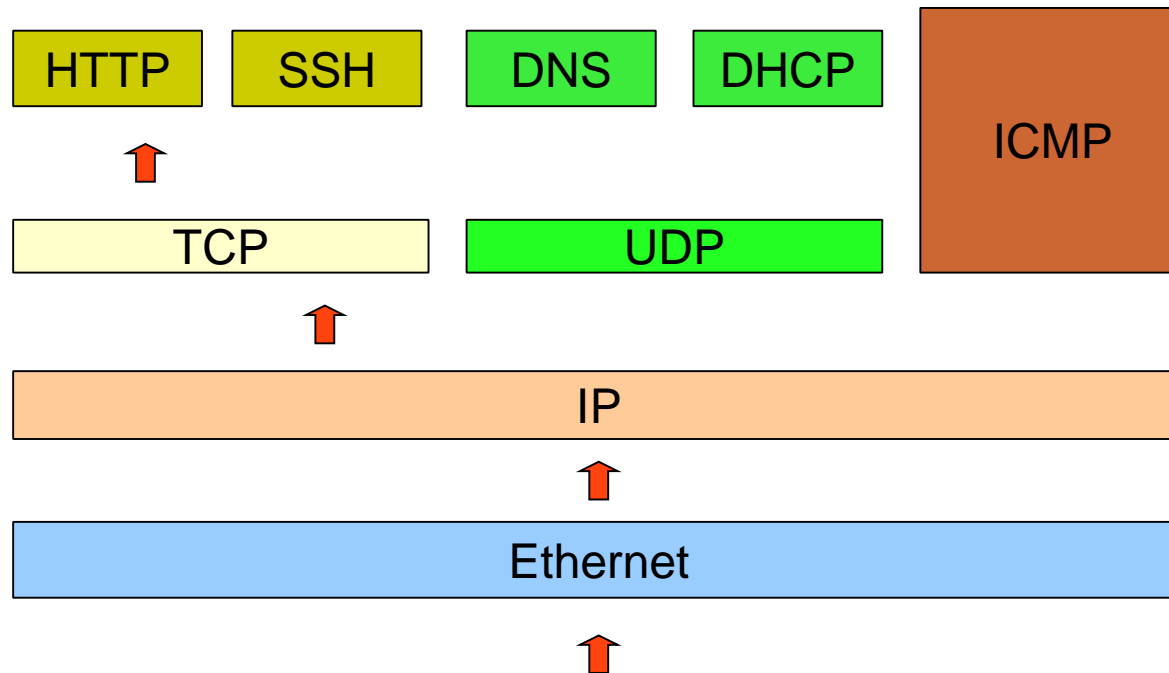 HTTP
SSH
DNS
DHCP
ICMP
TCP
UDP
IP
Ethernet